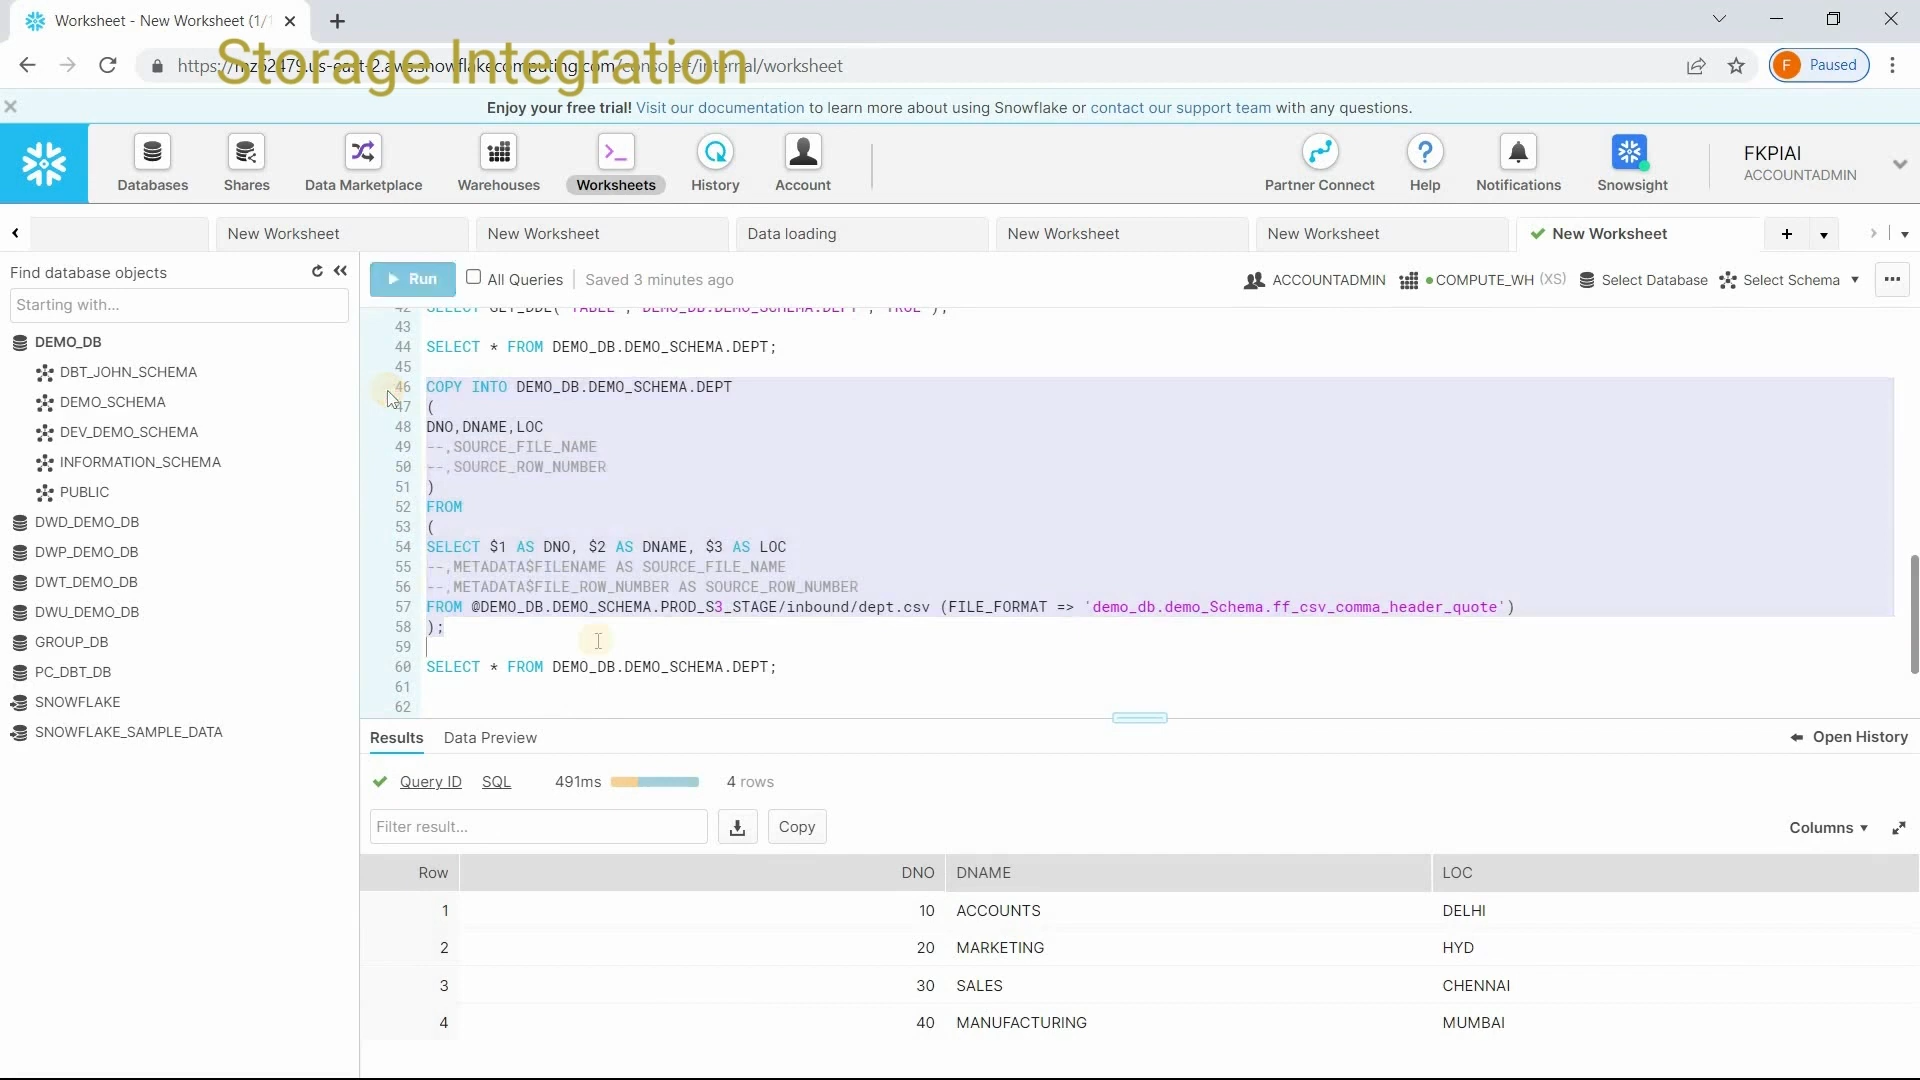 Worksheet - New Worksheet (1/1
Storage Integration
console#/internal/worksheet
Paused
F
Enjoy your free trial! Visit our documentation to learn more about using Snowflake or contact our support team with any questions.
Databases
Shares
Data Marketplace
Warehouses
Worksheets
History
Account
Partner Connect
Help
Notifications
Snowsight
FKPIAI
ACCOUNTADMIN
New Worksheet
New Worksheet
Data loading
New Worksheet
New Worksheet
New Worksheet
Find database objects
Starting with...
DEMO_DB
DBT_JOHN_SCHEMA
DEMO_SCHEMA
DEV_DEMO_SCHEMA
INFORMATION_SCHEMA
PUBLIC
DWD_DEMO_DB
DWP_DEMO_DB
DWT_DEMO_DB
DWU_DEMO_DB
GROUP_DB
PC_DBT_DB
SNOWFLAKE
SNOWFLAKE_SAMPLE_DATA
Run
All Queries
Saved 3 minutes ago
ACCOUNTADMIN
COMPUTE_WH (XS)
Select Database
Select Schema
42
43
44 SELECT * FROM DEMO_DB.DEMO_SCHEMA.DEPT;
45
46 COPY INTO DEMO_DB.DEMO_SCHEMA.DEPT
47 (
48 DNO,DNAME,LOC
49 --,SOURCE_FILE_NAME
50 --,SOURCE_ROW_NUMBER
51 )
52 FROM
53 (
54 SELECT $1 AS DNO, $2 AS DNAME, $3 AS LOC
55 --,METADATA$FILENAME AS SOURCE_FILE_NAME
56 --,METADATA$FILE_ROW_NUMBER AS SOURCE_ROW_NUMBER
57 FROM @DEMO_DB.DEMO_SCHEMA.PROD_S3_STAGE/inbound/dept.csv (FILE_FORMAT => 'demo_db.demo_Schema.ff_csv_comma_header_quote')
58 );
59
60 SELECT * FROM DEMO_DB.DEMO_SCHEMA.DEPT;
61
62
Results
Data Preview
Open History
Query ID
SQL
491ms
4 rows
Filter result...
Copy
Columns
Row DNO DNAME LOC
1 10 ACCOUNTS DELHI
2 20 MARKETING HYD
3 30 SALES CHENNAI
4 40 MANUFACTURING MUMBAI